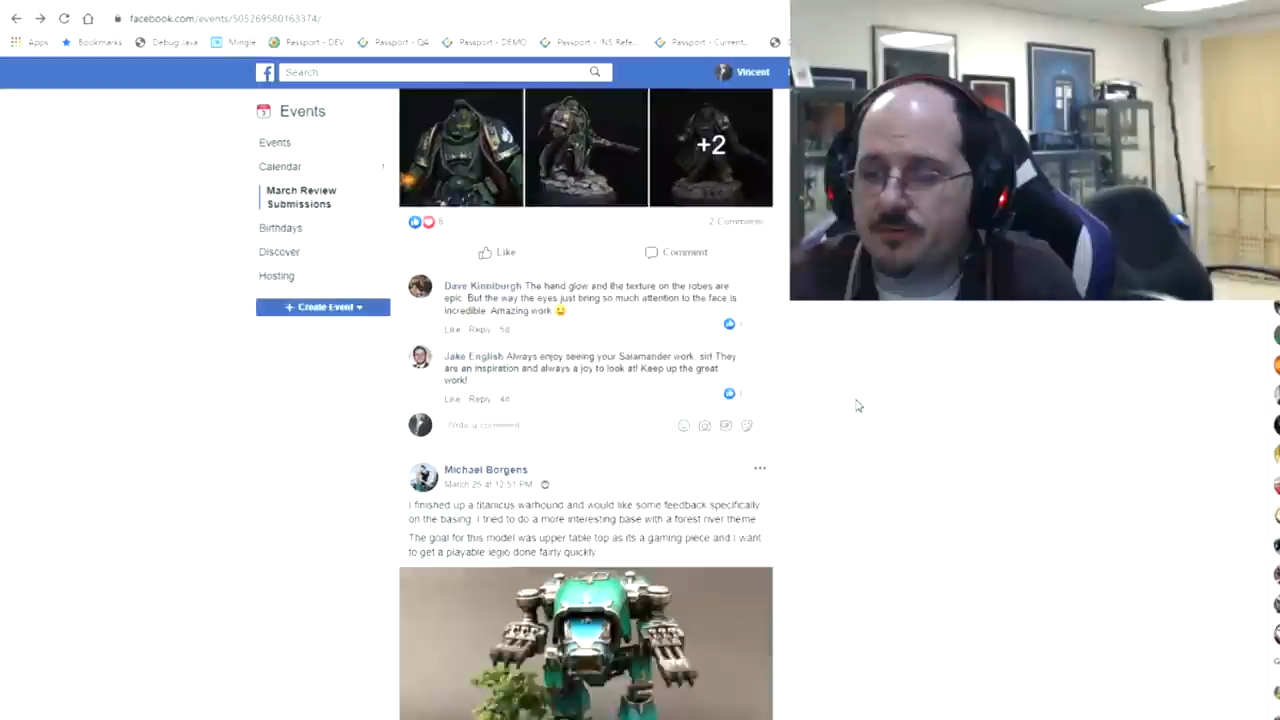 facebook.com/events/505269580163374/
Apps Bookmarks Debug Java Mingle Passport - DEV Passport - QA Passport - DEMO Passport - INS Refe... Passport - Current...
Search
Vincent
Events
Events
Calendar 1
March Review
Submissions
Birthdays
Discover
Hosting
+ Create Event
+2
6 2 Comments
Like Comment
Dave Kinniburgh The hand glow and the texture on the robes are
epic. But the way the eyes just bring so much attention to the face is
incredible. Amazing work
Like Reply 5d
1
Jake English Always enjoy seeing your Salamander work, sir! They
are an inspiration and always a joy to look at! Keep up the great
work!
1
Like Reply 4d
Write a comment
Michael Borgens
March 25 at 12:51 PM
I finished up a titanicus warhound and would like some feedback specifically
on the basing. I tried to do a more interesting base with a forest river theme
The goal for this model was upper table top as its a gaming piece and I want
to get a playable legio done fairly quickly